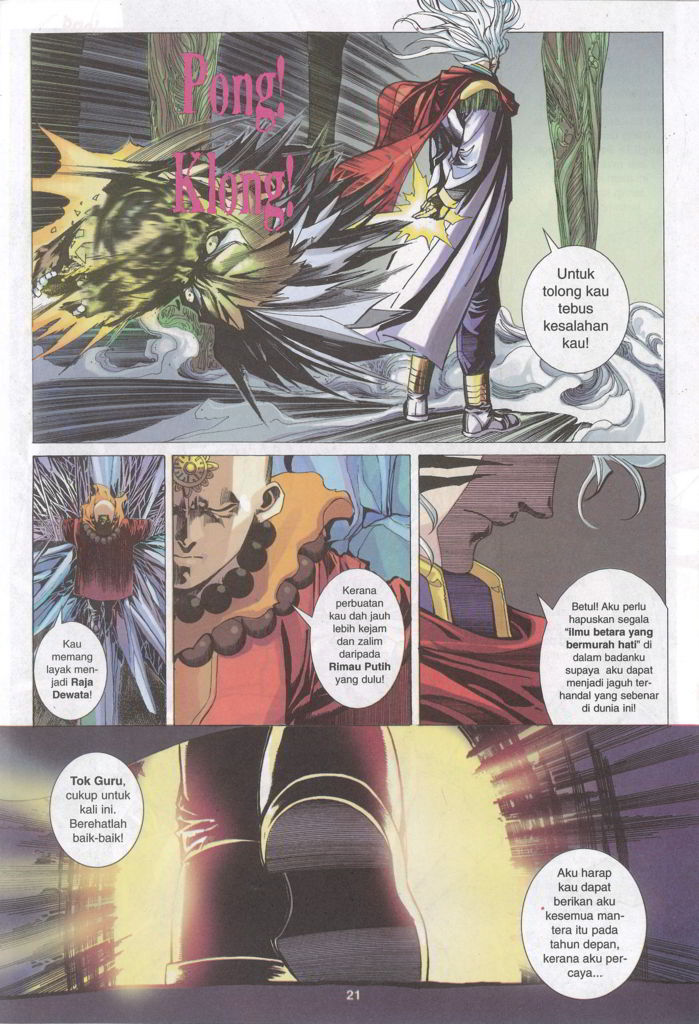 Pong!
Klong!
Untuk
tolong kau
tebus
kesalahan
kau!
Kau
memang
layak men-
jadi Raja
Dewata!
Kerana
perbuatan
kau dah jauh
lebih kejam
dan zalim
daripada
Rimau Putih
yang dulu!
Betul! Aku perlu
hapuskan segala
"ilmu betara yang
bermurah hati" di
dalam badanku
supaya aku dapat
menjadi jaguh ter-
handal yang sebenar
di dunia ini!
Tok Guru,
cukup untuk
kali ini.
Berehatlah
baik-baik!
Aku harap
kau dapat
berikan aku
kesemua man-
tera itu pada
tahun depan,
kerana aku per-
caya...
21